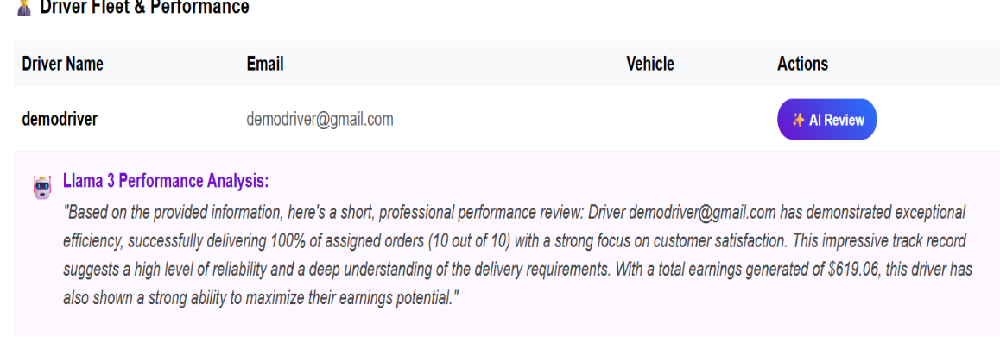 Driver Fleet & Performance
Driver Name Email Vehicle Actions
demodriver demodriver@gmail.com ✨ AI Review
Llama 3 Performance Analysis:
"Based on the provided information, here's a short, professional performance review: Driver demodriver@gmail.com has demonstrated exceptional
efficiency, successfully delivering 100% of assigned orders (10 out of 10) with a strong focus on customer satisfaction. This impressive track record
suggests a high level of reliability and a deep understanding of the delivery requirements. With a total earnings generated of $619.06, this driver has
also shown a strong ability to maximize their earnings potential."